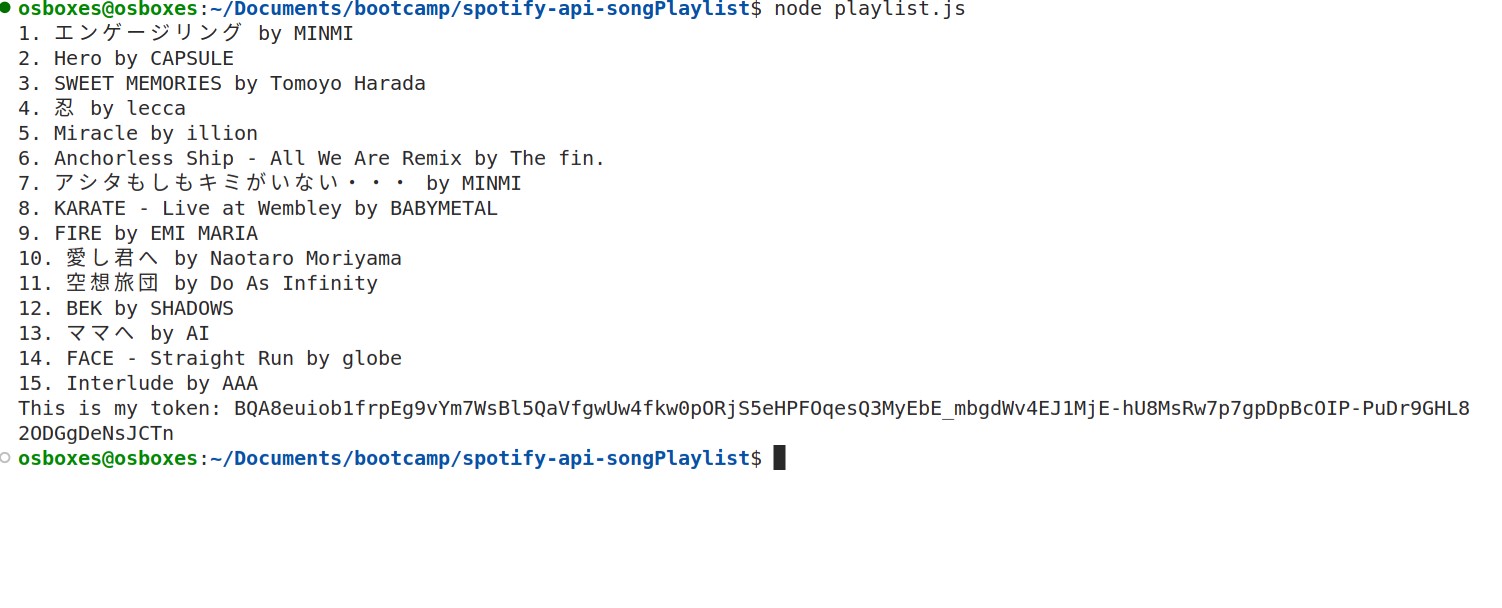 osboxes@osboxes:~/Documents/bootcamp/spotify-api-songPlaylist$ node playlist.js
1. エンゲージリング by MINMI
2. Hero by CAPSULE
3. SWEET MEMORIES by Tomoyo Harada
4. 忍 by lecca
5. Miracle by illion
6. Anchorless Ship - All We Are Remix by The fin.
7. アシタもしもキミがいない・・・ by MINMI
8. KARATE - Live at Wembley by BABYMETAL
9. FIRE by EMI MARIA
10. 愛し君へ by Naotaro Moriyama
11. 空想旅団 by Do As Infinity
12. BEK by SHADOWS
13. ママへ by AI
14. FACE - Straight Run by globe
15. Interlude by AAA
This is my token: BQA8euiob1frpEg9vYm7WsBl5QaVfgwUw4fkw0pORjS5eHPFOqesQ3MyEbE_mbgdWv4EJ1MjE-hU8MsRw7p7gpDpBcOIP-PuDr9GHL8
2ODGgDeNsJCTn
osboxes@osboxes:~/Documents/bootcamp/spotify-api-songPlaylist$